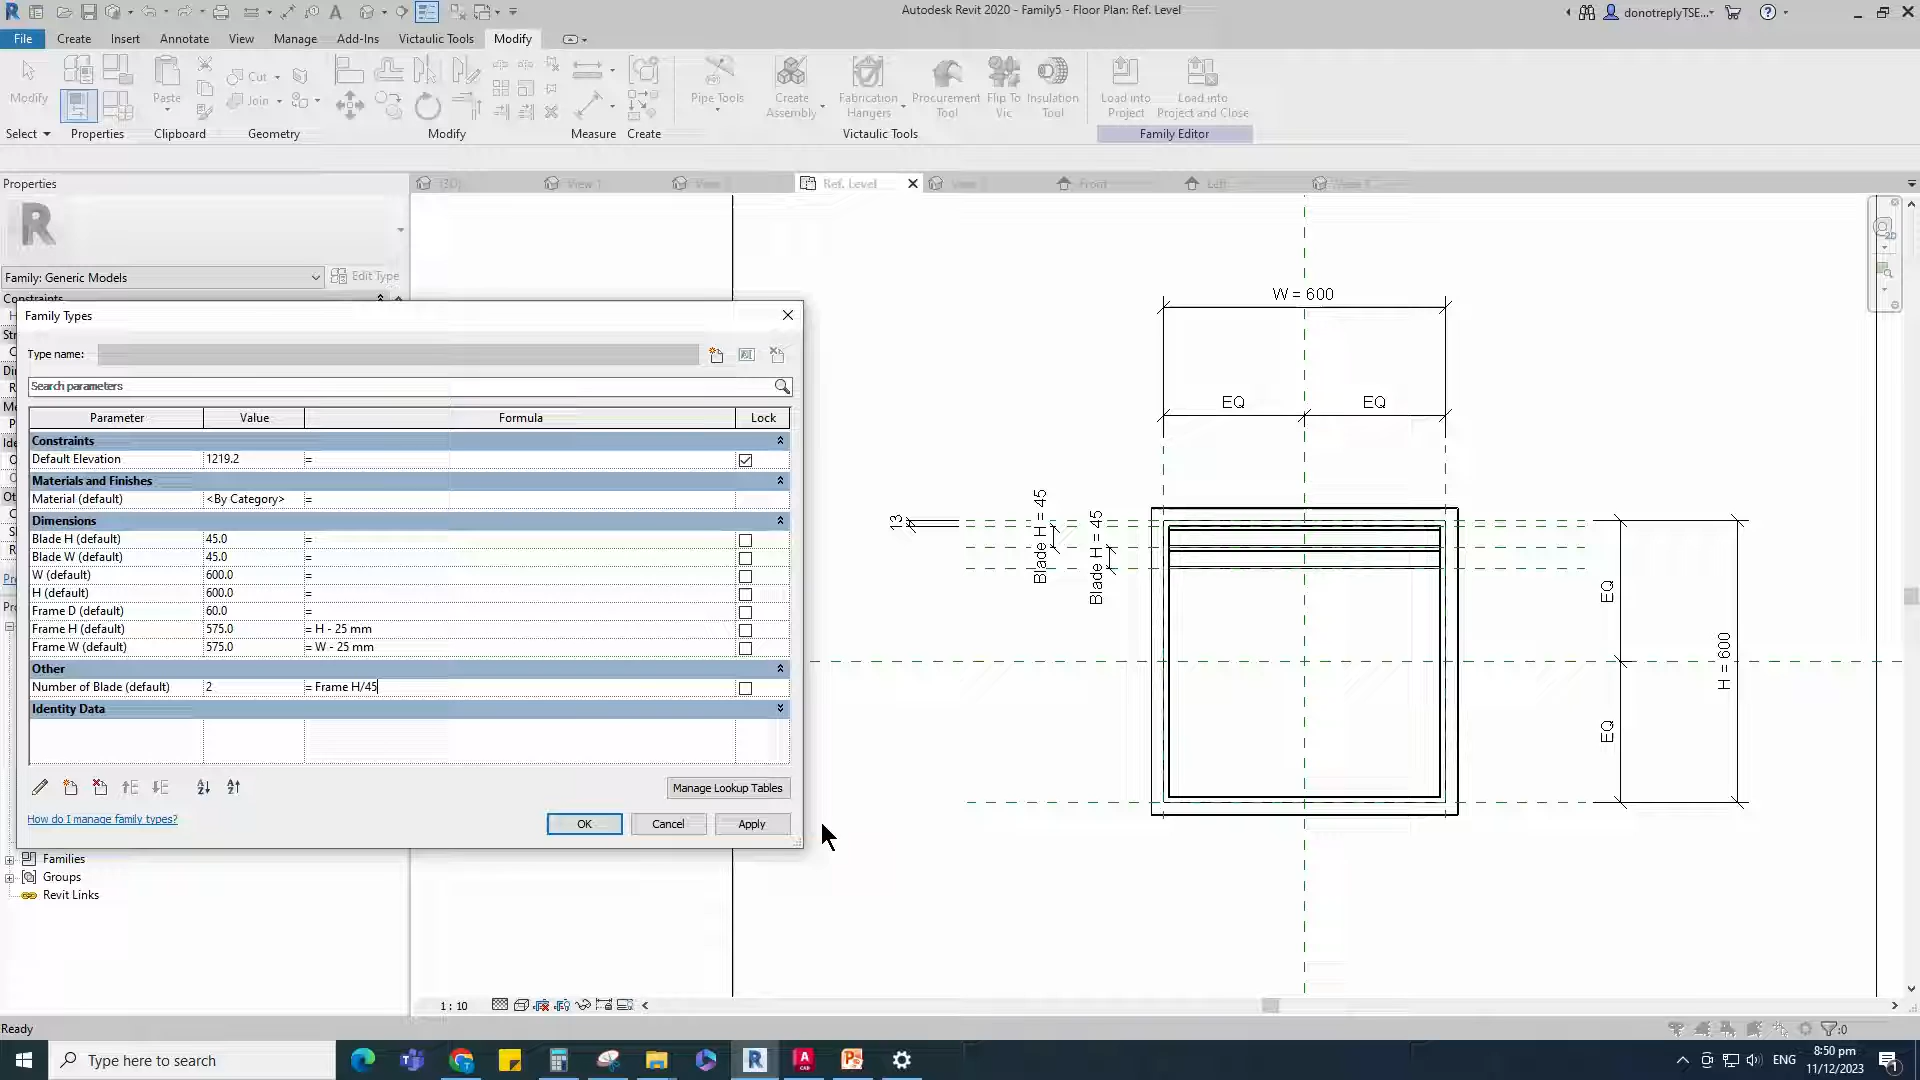 Autodesk Revit 2020 - Family5 - Floor Plan: Ref. Level
donotreplyTSE...
File Create Insert Annotate View Manage Add-Ins Victaulic Tools Modify
Modify
Paste
Cut
Join
Pipe Tools
Create Assembly
Fabrication Hangers
Procurement Tool
Flip To Vic
Insulation Tool
Load into Project
Load into Project and Close
Select Properties Clipboard Geometry Modify Measure Create Victaulic Tools Family Editor
Properties
Ref. Level
Front
Left
Family: Generic Models
Edit Type
Constraints
Family Types
Type name:
Search parameters
Parameter Value Formula Lock
Constraints
Default Elevation 1219.2 =
Materials and Finishes
Material (default) <By Category> =
Dimensions
Blade H (default) 45.0 =
Blade W (default) 45.0 =
W (default) 600.0 =
H (default) 600.0 =
Frame D (default) 60.0 =
Frame H (default) 575.0 = H - 25 mm
Frame W (default) 575.0 = W - 25 mm
Other
Number of Blade (default) 2 = Frame H/45
Identity Data
Manage Lookup Tables
How do I manage family types?
OK Cancel Apply
Families
Groups
Revit Links
W = 600
EQ EQ
13
Blade H = 45
Blade H = 45
EQ
EQ
H = 600
1 : 10
Ready
:0
Type here to search
ENG
8:50 pm
11/12/2023